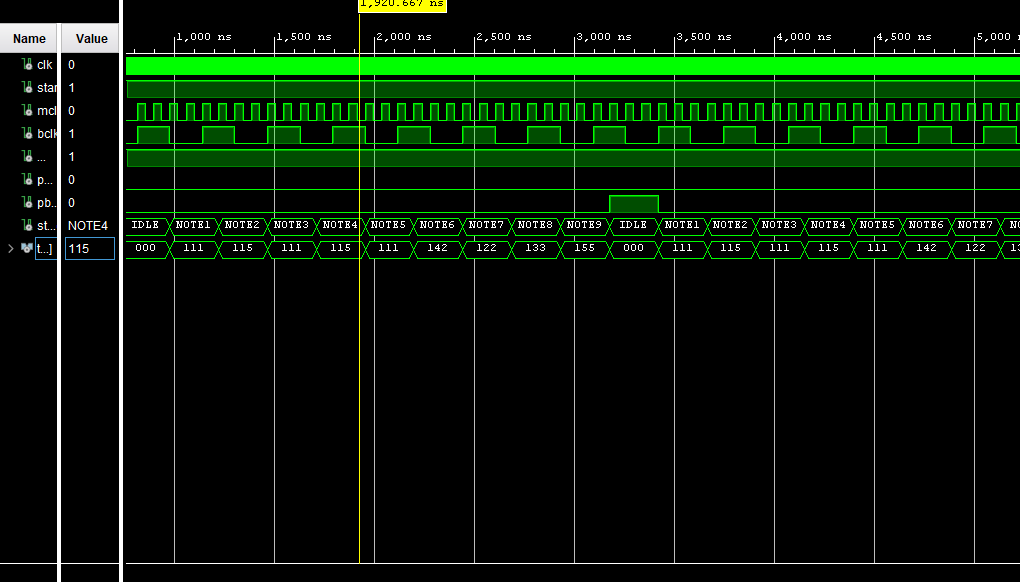 1,920.667 ns
Name Value 1,000 ns 1,500 ns 2,000 ns 2,500 ns 3,000 ns 3,500 ns 4,000 ns 4,500 ns 5,000
clk 0
star 1
mcl 0
bclk 1
... 1
p... 0
pb.. 0
st... NOTE4 IDLE NOTE1 NOTE2 NOTE3 NOTE4 NOTE5 NOTE6 NOTE7 NOTE8 NOTE9 IDLE NOTE1 NOTE2 NOTE3 NOTE4 NOTE5 NOTE6 NOTE7 NO
t...] 115 000 111 115 111 115 111 142 122 133 155 000 111 115 111 115 111 142 122 13